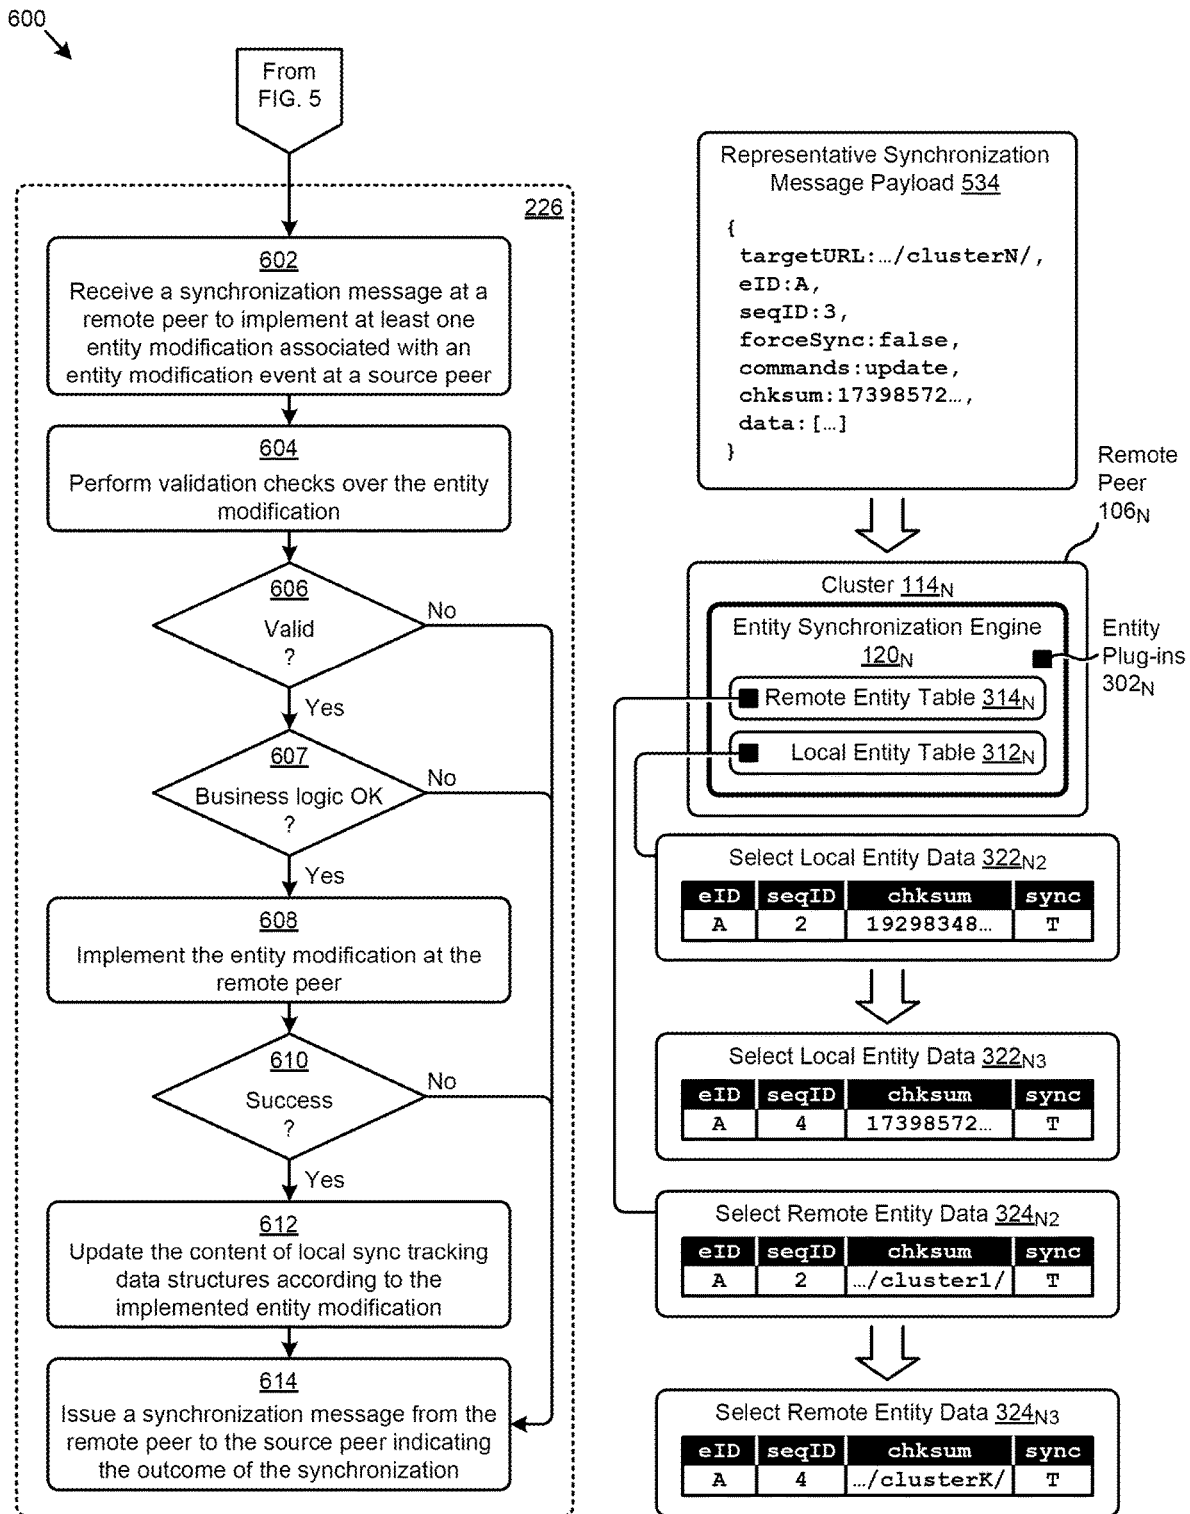 600
From
FIG. 5
226
602
Receive a synchronization message at a
remote peer to implement at least one
entity modification associated with an
entity modification event at a source peer
604
Perform validation checks over the entity
modification
606
Valid
?
No
Yes
607
Business logic OK
?
No
Yes
608
Implement the entity modification at the
remote peer
610
Success
?
No
Yes
612
Update the content of local sync tracking
data structures according to the
implemented entity modification
614
Issue a synchronization message from the
remote peer to the source peer indicating
the outcome of the synchronization
Representative Synchronization
Message Payload 534
{
targetURL:…/clusterN/,
eID:A,
seqID:3,
forceSync:false,
commands:update,
chksum:17398572…,
data:[…]
}
Remote
Peer
106N
Cluster 114N
Entity Synchronization Engine
120N
Entity
Plug-ins
302N
Remote Entity Table 314N
Local Entity Table 312N
Select Local Entity Data 322N2
eID seqID chksum sync
A 2 19298348… T
Select Local Entity Data 322N3
eID seqID chksum sync
A 4 17398572… T
Select Remote Entity Data 324N2
eID seqID chksum sync
A 2 …/cluster1/ T
Select Remote Entity Data 324N3
eID seqID chksum sync
A 4 …/clusterK/ T